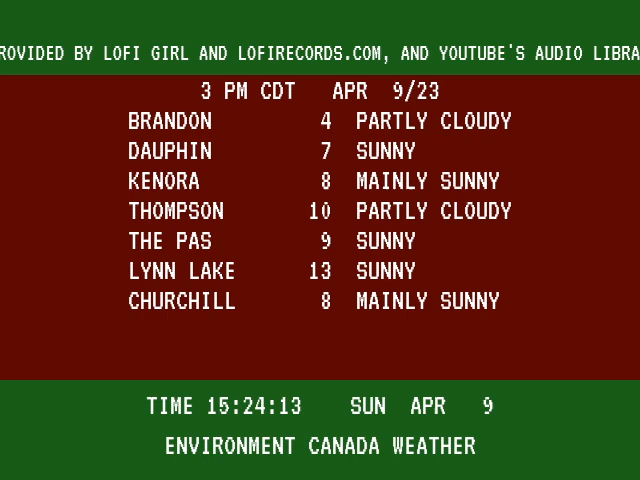 ROVIDED BY LOFI GIRL AND LOFIRECORDS.COM, AND YOUTUBE'S AUDIO LIBRA
3 PM CDT APR 9/23
BRANDON 4 PARTLY CLOUDY
DAUPHIN 7 SUNNY
KENORA 8 MAINLY SUNNY
THOMPSON 10 PARTLY CLOUDY
THE PAS 9 SUNNY
LYNN LAKE 13 SUNNY
CHURCHILL 8 MAINLY SUNNY
TIME 15:24:13 SUN APR 9
ENVIRONMENT CANADA WEATHER